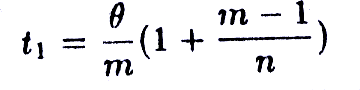 t₁ = θ/m (1 + (m − 1)/n)